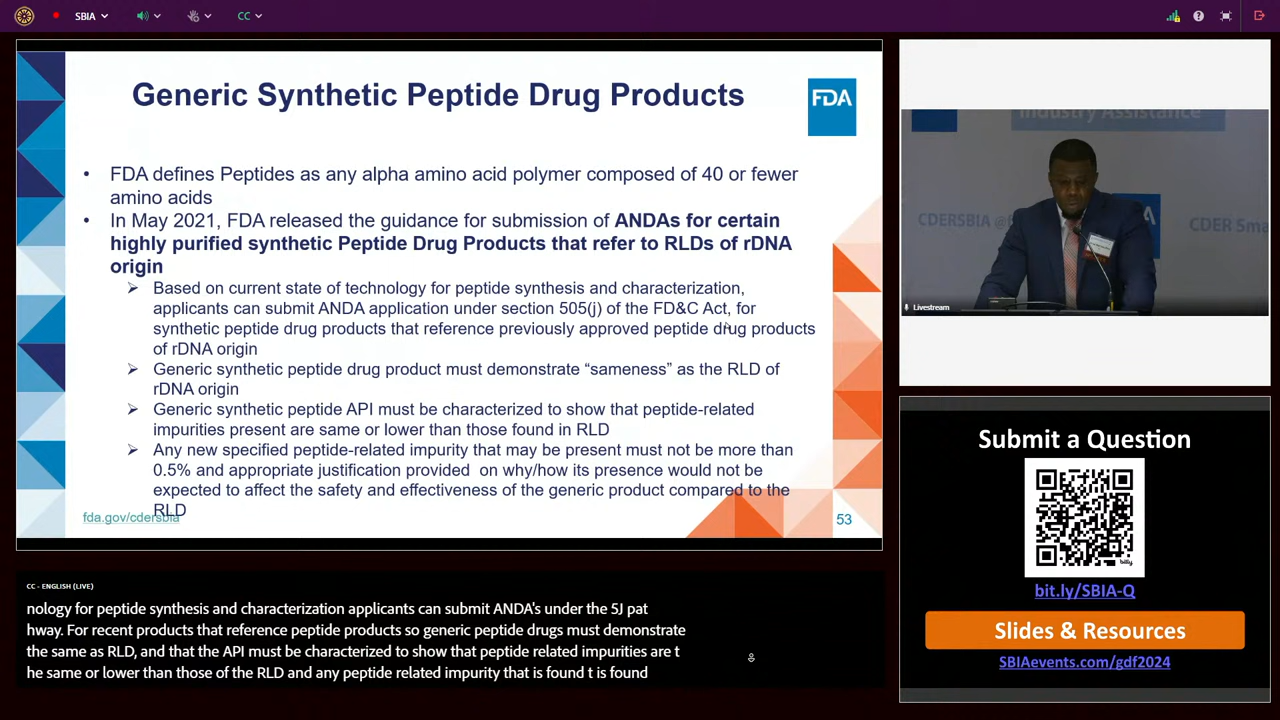 SBIA
CC
Generic Synthetic Peptide Drug Products
FDA
• FDA defines Peptides as any alpha amino acid polymer composed of 40 or fewer
amino acids
• In May 2021, FDA released the guidance for submission of ANDAs for certain
highly purified synthetic Peptide Drug Products that refer to RLDs of rDNA
origin
➢ Based on current state of technology for peptide synthesis and characterization,
applicants can submit ANDA application under section 505(j) of the FD&C Act, for
synthetic peptide drug products that reference previously approved peptide drug products
of rDNA origin
➢ Generic synthetic peptide drug product must demonstrate “sameness” as the RLD of
rDNA origin
➢ Generic synthetic peptide API must be characterized to show that peptide-related
impurities present are same or lower than those found in RLD
➢ Any new specified peptide-related impurity that may be present must not be more than
0.5% and appropriate justification provided on why/how its presence would not be
expected to affect the safety and effectiveness of the generic product compared to the
RLD
fda.gov/cdersbia
53
Industry Assistance
CDERSBIA @f
CDER Sma
Livestream
CC - ENGLISH (LIVE)
nology for peptide synthesis and characterization applicants can submit ANDA's under the 5J pat
hway. For recent products that reference peptide products so generic peptide drugs must demonstrate
the same as RLD, and that the API must be characterized to show that peptide related impurities are t
he same or lower than those of the RLD and any peptide related impurity that is found t is found
Submit a Question
bitly
bit.ly/SBIA-Q
Slides & Resources
SBIAevents.com/gdf2024